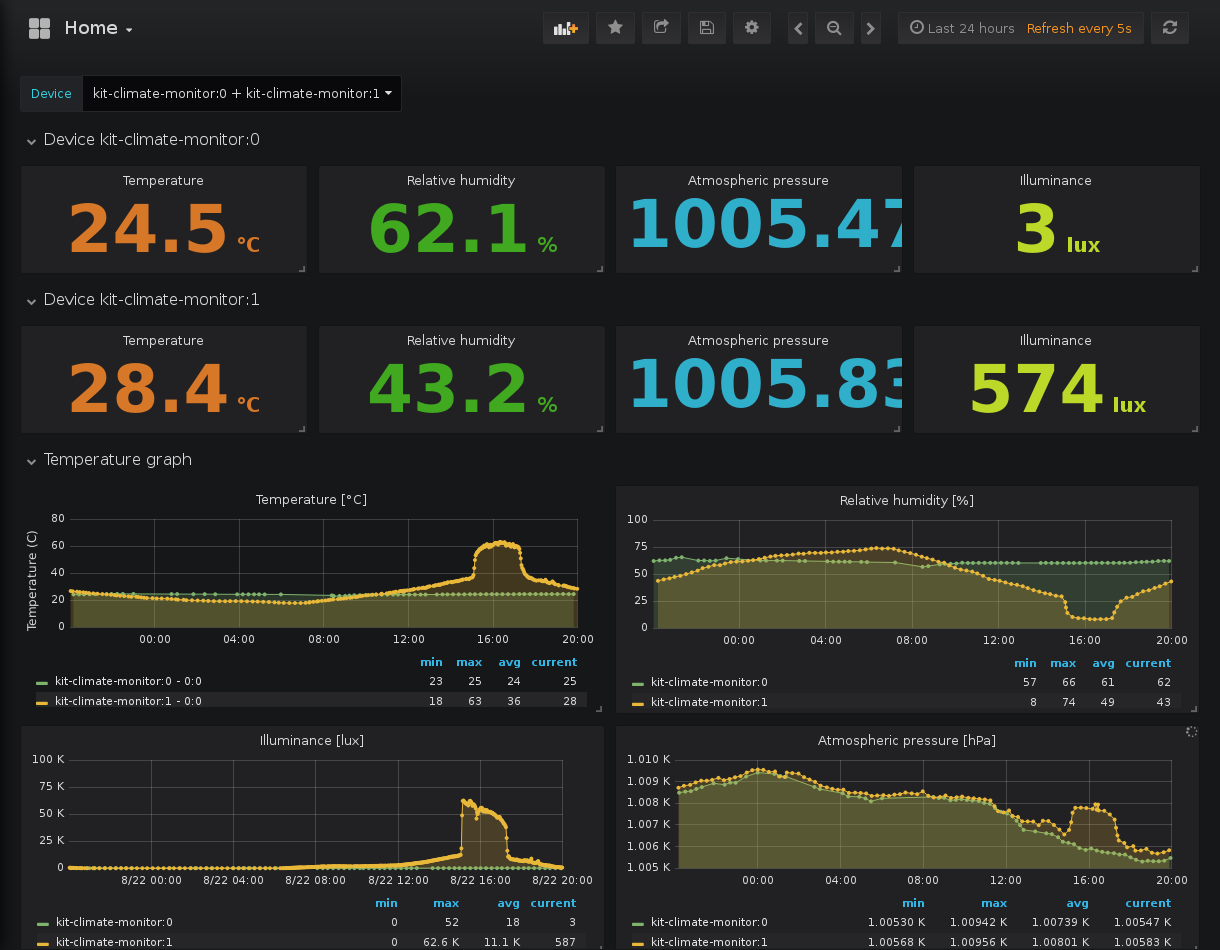 Home
Last 24 hours Refresh every 5s
Device kit-climate-monitor:0 + kit-climate-monitor:1
Device kit-climate-monitor:0
Temperature Relative humidity Atmospheric pressure Illuminance
24.5 °C 62.1 % 1005.47 3 lux
Device kit-climate-monitor:1
Temperature Relative humidity Atmospheric pressure Illuminance
28.4 °C 43.2 % 1005.83 574 lux
Temperature graph
Temperature [°C]
Temperature (C)
80
60
40
20
0
00:00 04:00 08:00 12:00 16:00 20:00
min max avg current
kit-climate-monitor:0 - 0:0 23 25 24 25
kit-climate-monitor:1 - 0:0 18 63 36 28
Relative humidity [%]
100
75
50
25
0
00:00 04:00 08:00 12:00 16:00 20:00
min max avg current
kit-climate-monitor:0 57 66 61 62
kit-climate-monitor:1 8 74 49 43
Illuminance [lux]
100 K
75 K
50 K
25 K
0
8/22 00:00 8/22 04:00 8/22 08:00 8/22 12:00 8/22 16:00 8/22 20:00
min max avg current
kit-climate-monitor:0 0 52 18 3
kit-climate-monitor:1 0 62.6 K 11.1 K 587
Atmospheric pressure [hPa]
1.010 K
1.009 K
1.008 K
1.007 K
1.006 K
1.005 K
00:00 04:00 08:00 12:00 16:00 20:00
min max avg current
kit-climate-monitor:0 1.00530 K 1.00942 K 1.00739 K 1.00547 K
kit-climate-monitor:1 1.00568 K 1.00956 K 1.00801 K 1.00583 K